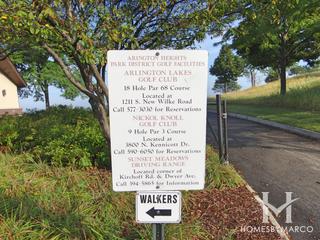 ARLINGTON HEIGHTS
PARK DISTRICT GOLF FACILITIES
ARLINGTON LAKES
GOLF CLUB
18 Hole Par 68 Course
Located at
1211 S. New Wilke Road
Call 577-3030 for Reservations
NICKOL KNOLL
GOLF CLUB
9 Hole Par 3 Course
Located at
3800 N. Kennicott Dr.
Call 590-6050 for Reservations
SUNSET MEADOWS
DRIVING RANGE
Located corner of
Kirchoff Rd. & Dwyer Ave.
Call 394-5865 for Information
WALKERS
HOMESBYMARCO